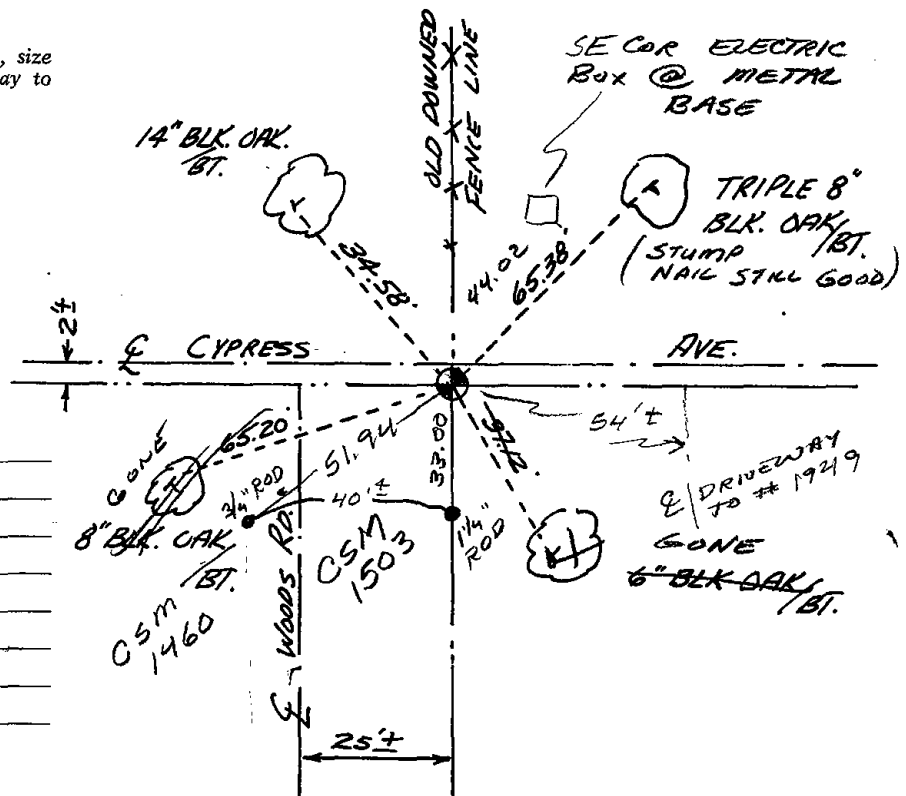 , size
ay to
OLD DOWNED
FENCE LINE
SE COR ELECTRIC
BOX @ METAL
BASE
14" BLK. OAK.
BT.
TRIPLE 8"
BLK. OAK/BT.
(STUMP
NAIL STILL GOOD)
34.58'
44.02
65.38'
2'±
℄ CYPRESS AVE.
GONE
65.20
8" BLK. OAK/BT.
51.94
33.00
54'±
℄ DRIVEWAY
TO # 1949
3/4" ROD
40'±
1 1/4"
ROD
GONE
6" BLK OAK/BT.
CSM
1503
CSM
1460
℄ WOODS RD.
25'±